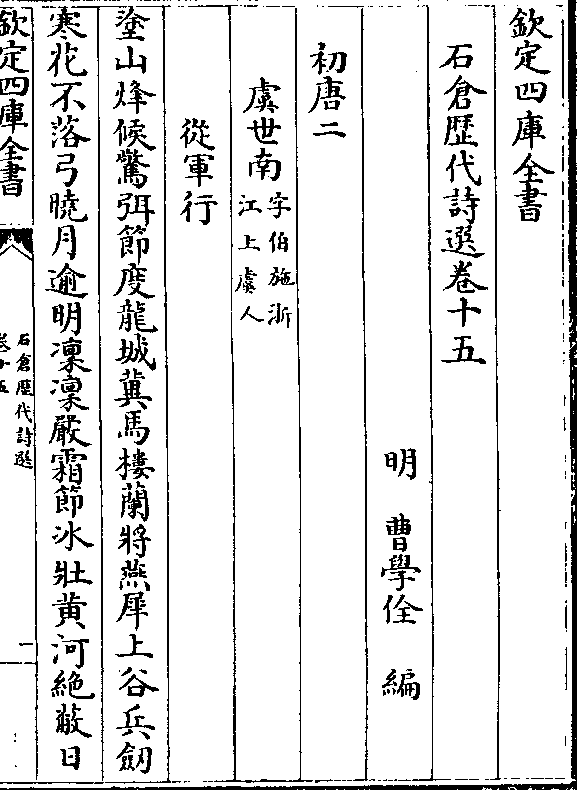 欽定四庫全書
石倉歴代詩選卷十五
明 曹學佺 編
初唐二
虞世南
字伯施浙
江上虞人
從軍行
塗山烽候驚弭節度龍城冀馬樓蘭將燕犀上谷兵劒
寒花不落弓曉月逾明凜凜嚴霜節冰壯黄河絶蔽日
欽定四庫全書
石倉歴代詩選
卷十五
一